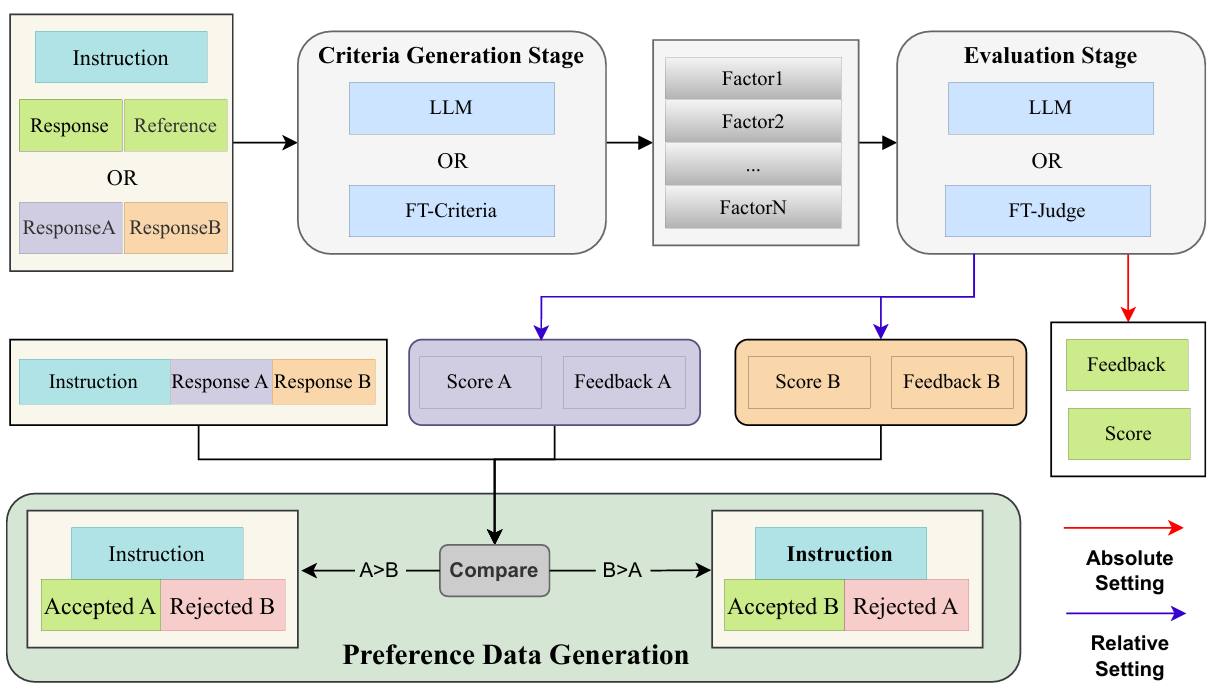 Instruction
Response
Reference
OR
ResponseA
ResponseB
Criteria Generation Stage
LLM
OR
FT-Criteria
Factor1
Factor2
...
FactorN
Evaluation Stage
LLM
OR
FT-Judge
Instruction
Response A
Response B
Score A
Feedback A
Score B
Feedback B
Feedback
Score
Instruction
Accepted A
Rejected B
A>B
Compare
B>A
Instruction
Accepted B
Rejected A
Preference Data Generation
Absolute
Setting
Relative
Setting